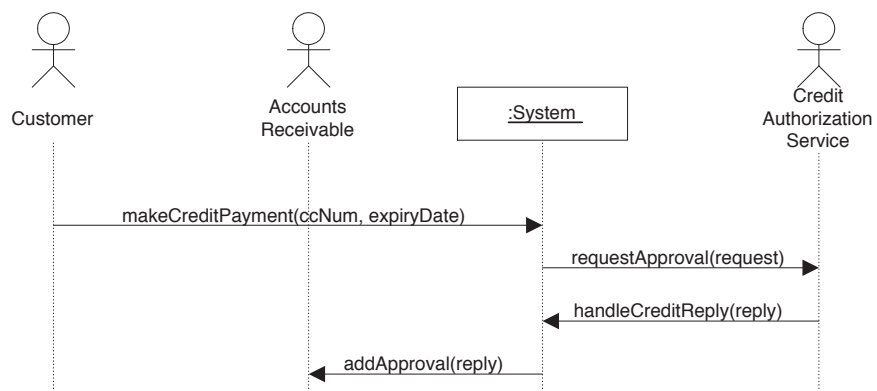 Customer
Accounts
Receivable
:System
Credit
Authorization
Service
makeCreditPayment(ccNum, expiryDate)
requestApproval(request)
handleCreditReply(reply)
addApproval(reply)